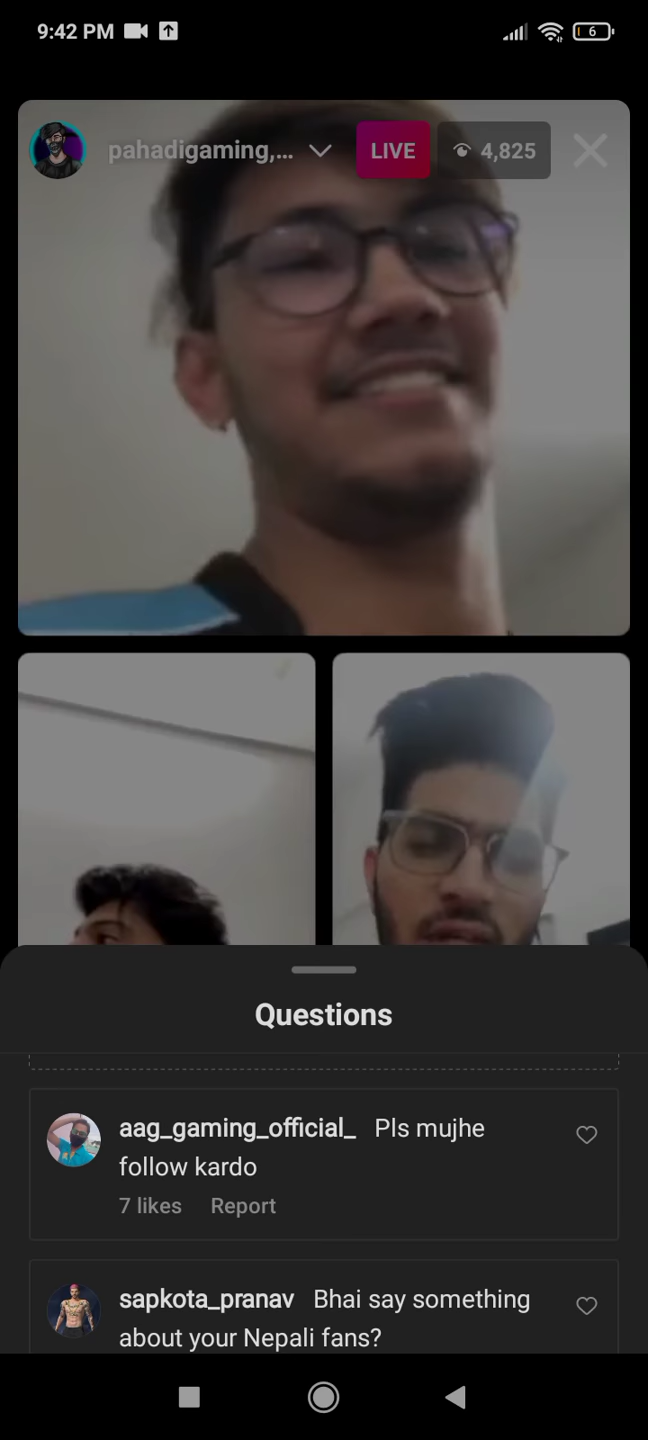 9:42 PM 6
pahadigaming,... LIVE 4,825
Questions
aag_gaming_official_ Pls mujhe
follow kardo
7 likes Report
sapkota_pranav Bhai say something
about your Nepali fans?